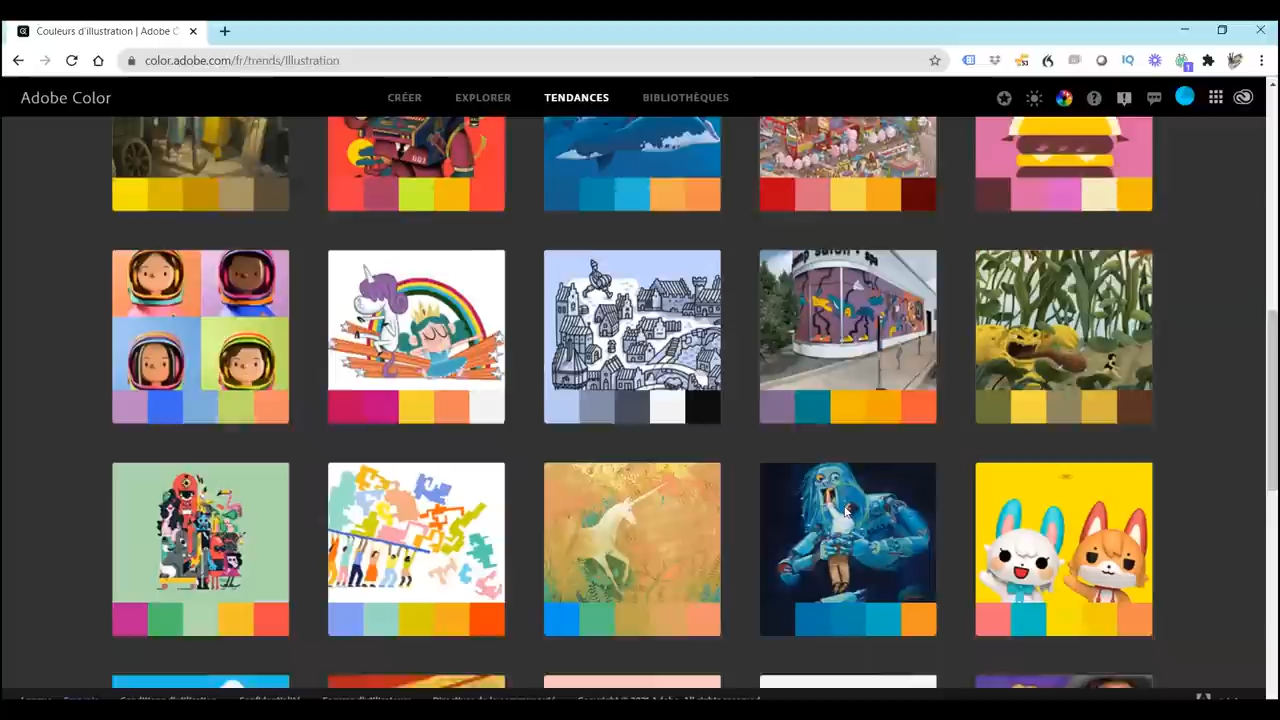 Couleurs d'illustration | Adobe C
color.adobe.com/fr/trends/Illustration
Adobe Color
CRÉER
EXPLORER
TENDANCES
BIBLIOTHÈQUES